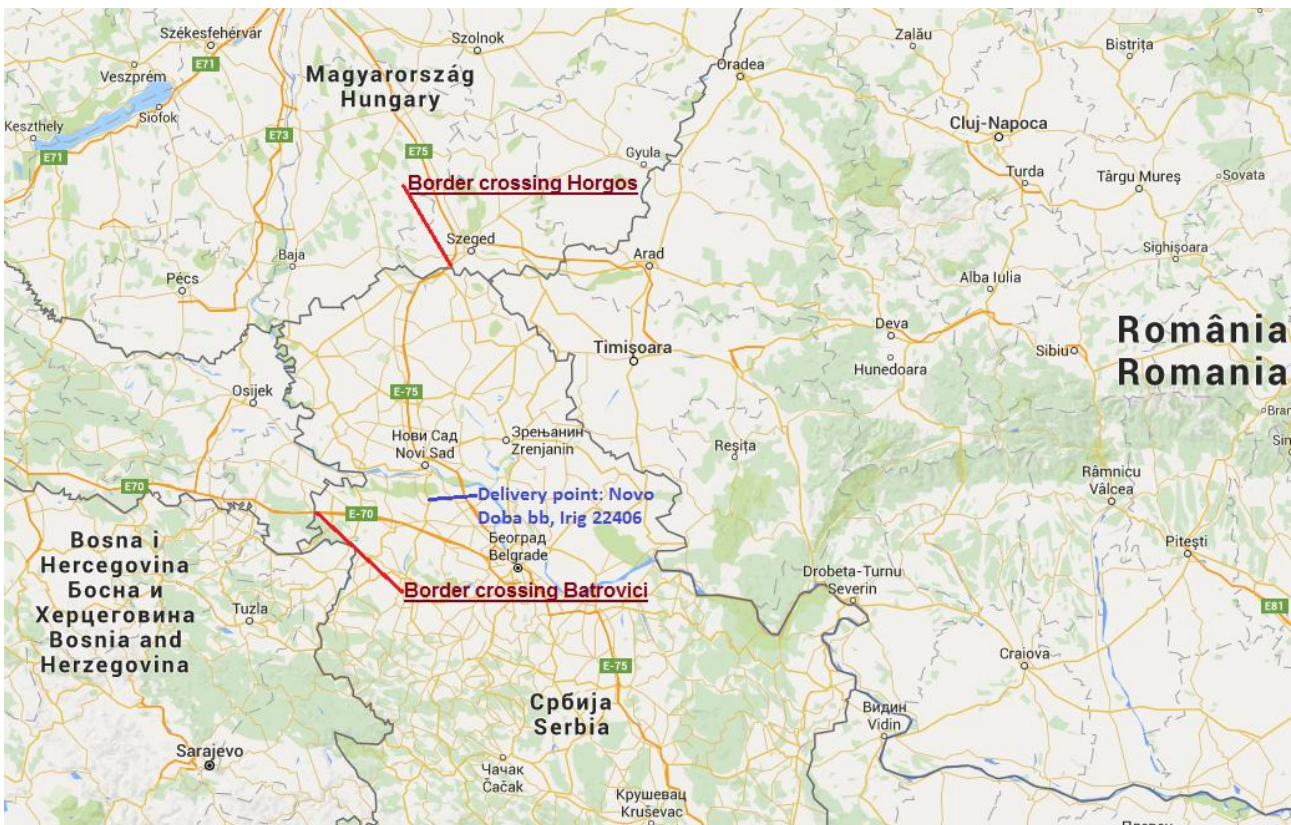 Székesfehérvár
E71
Szolnok
Zalău
Bistrița
Veszprém
Magyarország
Hungary
Oradea
Siófok
Keszthely
E73
Cluj-Napoca
E71
E75
Gyula
Turda
Târgu Mureș
Sovata
Border crossing Horgos
Szeged
Baja
Arad
Sighișoara
Pécs
Alba Iulia
Deva
România
Romania
Timișoara
Sibiu
Hunedoara
Osijek
E-75
Нови Сад
Novi Sad
Зрењанин
Zrenjanin
Reșița
Bran
Sin
Râmnicu
Vâlcea
E70
Delivery point: Novo
Doba bb, Irig 22406
E-70
Београд
Belgrade
Pitești
Bosna i
Hercegovina
Босна и
Херцеговина
Bosnia and
Herzegovina
Drobeta-Turnu
Severin
Border crossing Batrovici
Tuzla
E81
Craiova
E-75
Србија
Serbia
Видин
Vidin
Sarajevo
Чачак
Čačak
Крушевац
Kruševac